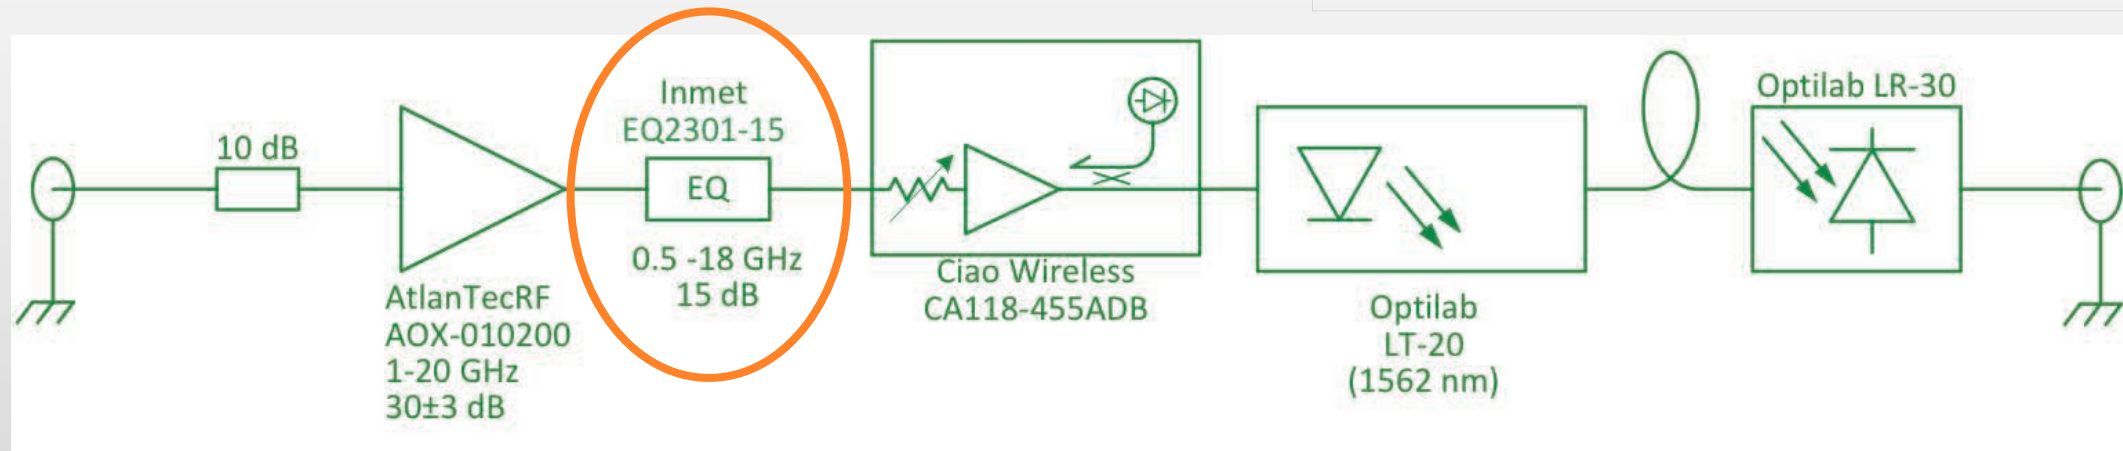 10 dB
AtlanTecRF
AOX-010200
1-20 GHz
30±3 dB
Inmet
EQ2301-15
EQ
0.5 -18 GHz
15 dB
Ciao Wireless
CA118-455ADB
Optilab
LT-20
(1562 nm)
Optilab LR-30